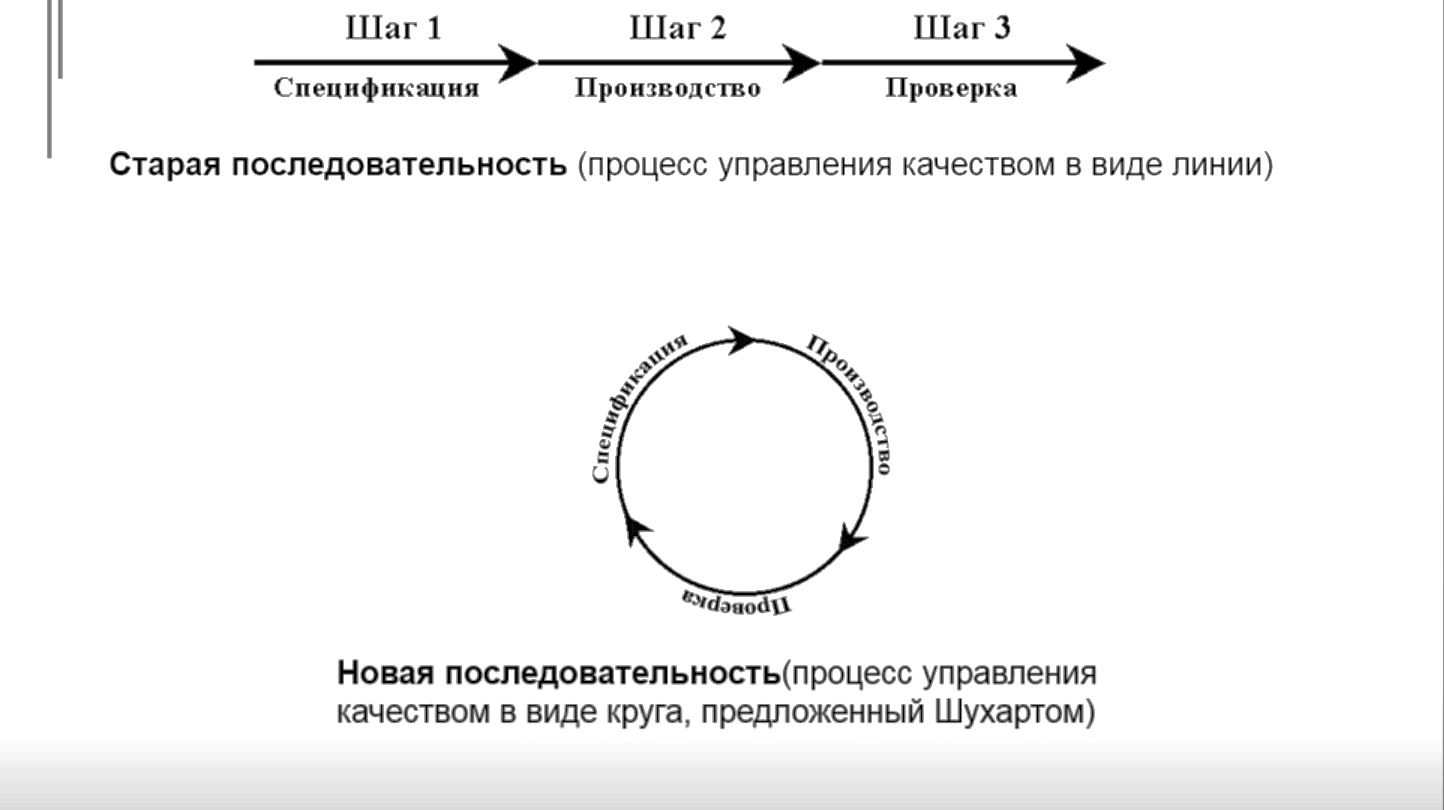 Шаг 1 Шаг 2 Шаг 3
Спецификация Производство Проверка
Старая последовательность (процесс управления качеством в виде линии)
Спецификация
Производство
Проверка
Новая последовательность(процесс управления
качеством в виде круга, предложенный Шухартом)